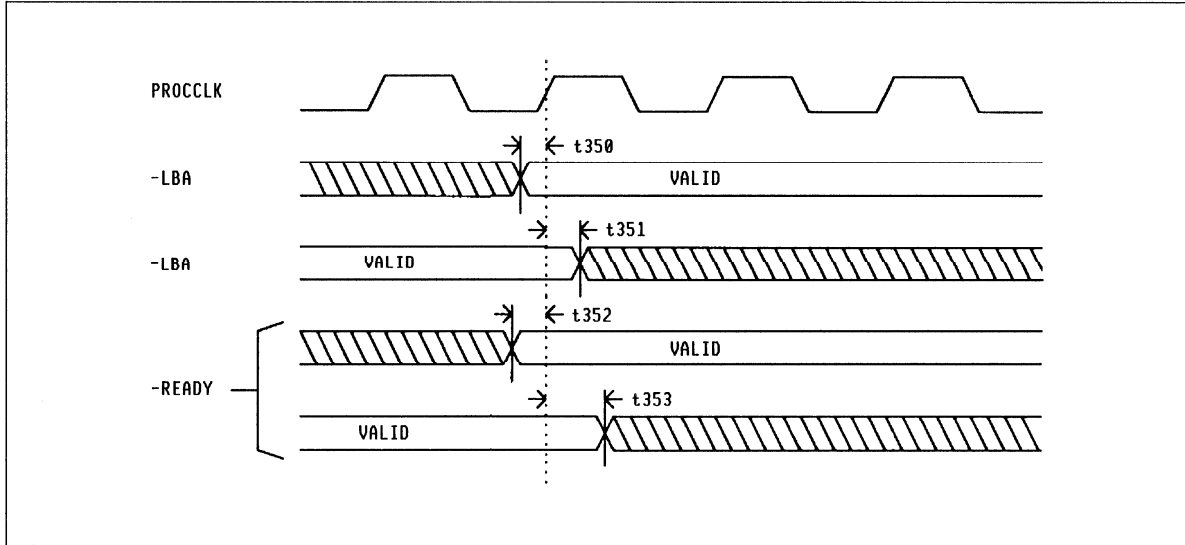 PROCCLK
t350
-LBA VALID
t351
-LBA VALID
t352
VALID
-READY
t353
VALID